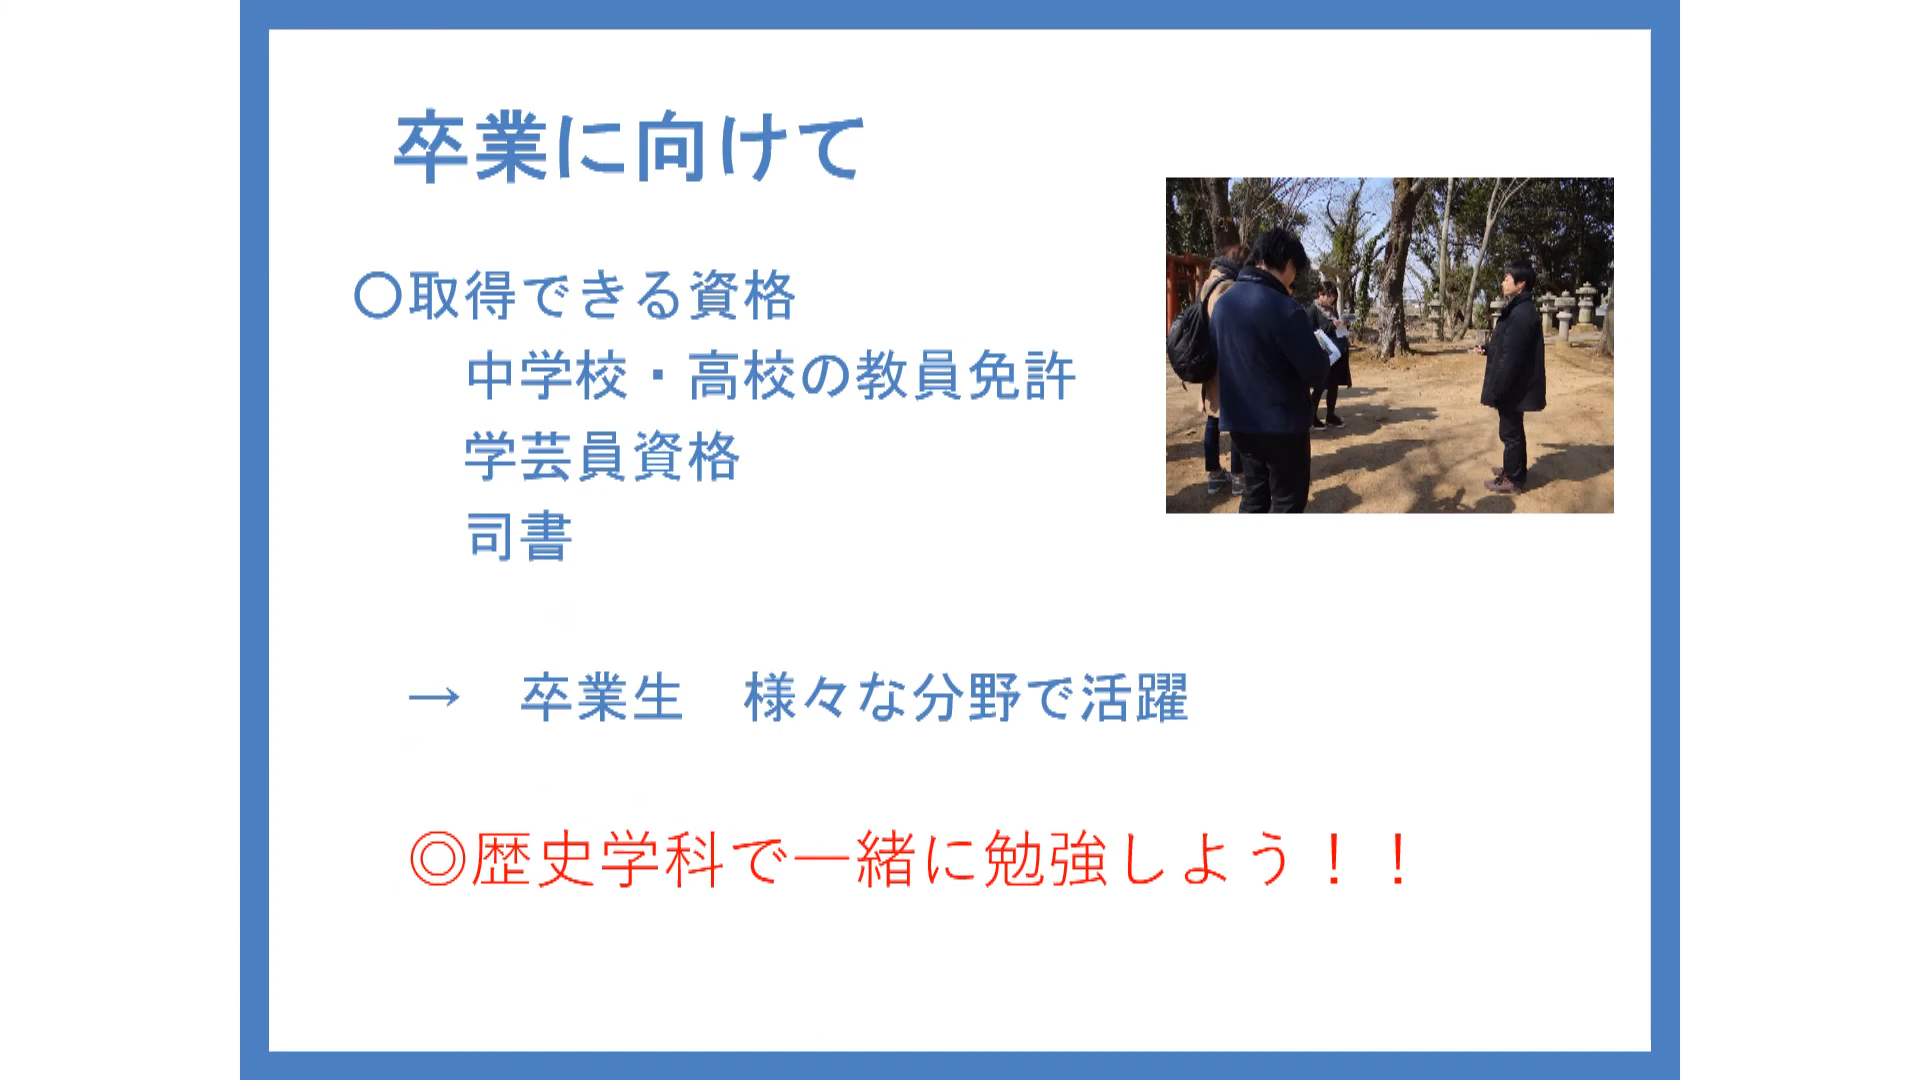 卒業に向けて
〇取得できる資格
中学校・高校の教員免許
学芸員資格
司書
→　卒業生　様々な分野で活躍
◎歴史学科で一緒に勉強しよう！！